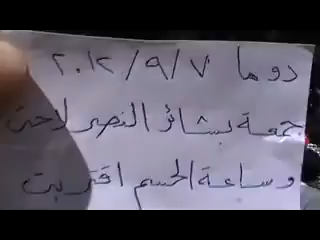 دوما ٢٠١٢/٩/٧
جمعة بشائر النصر لاحت
وساعة الحسم اقتربت